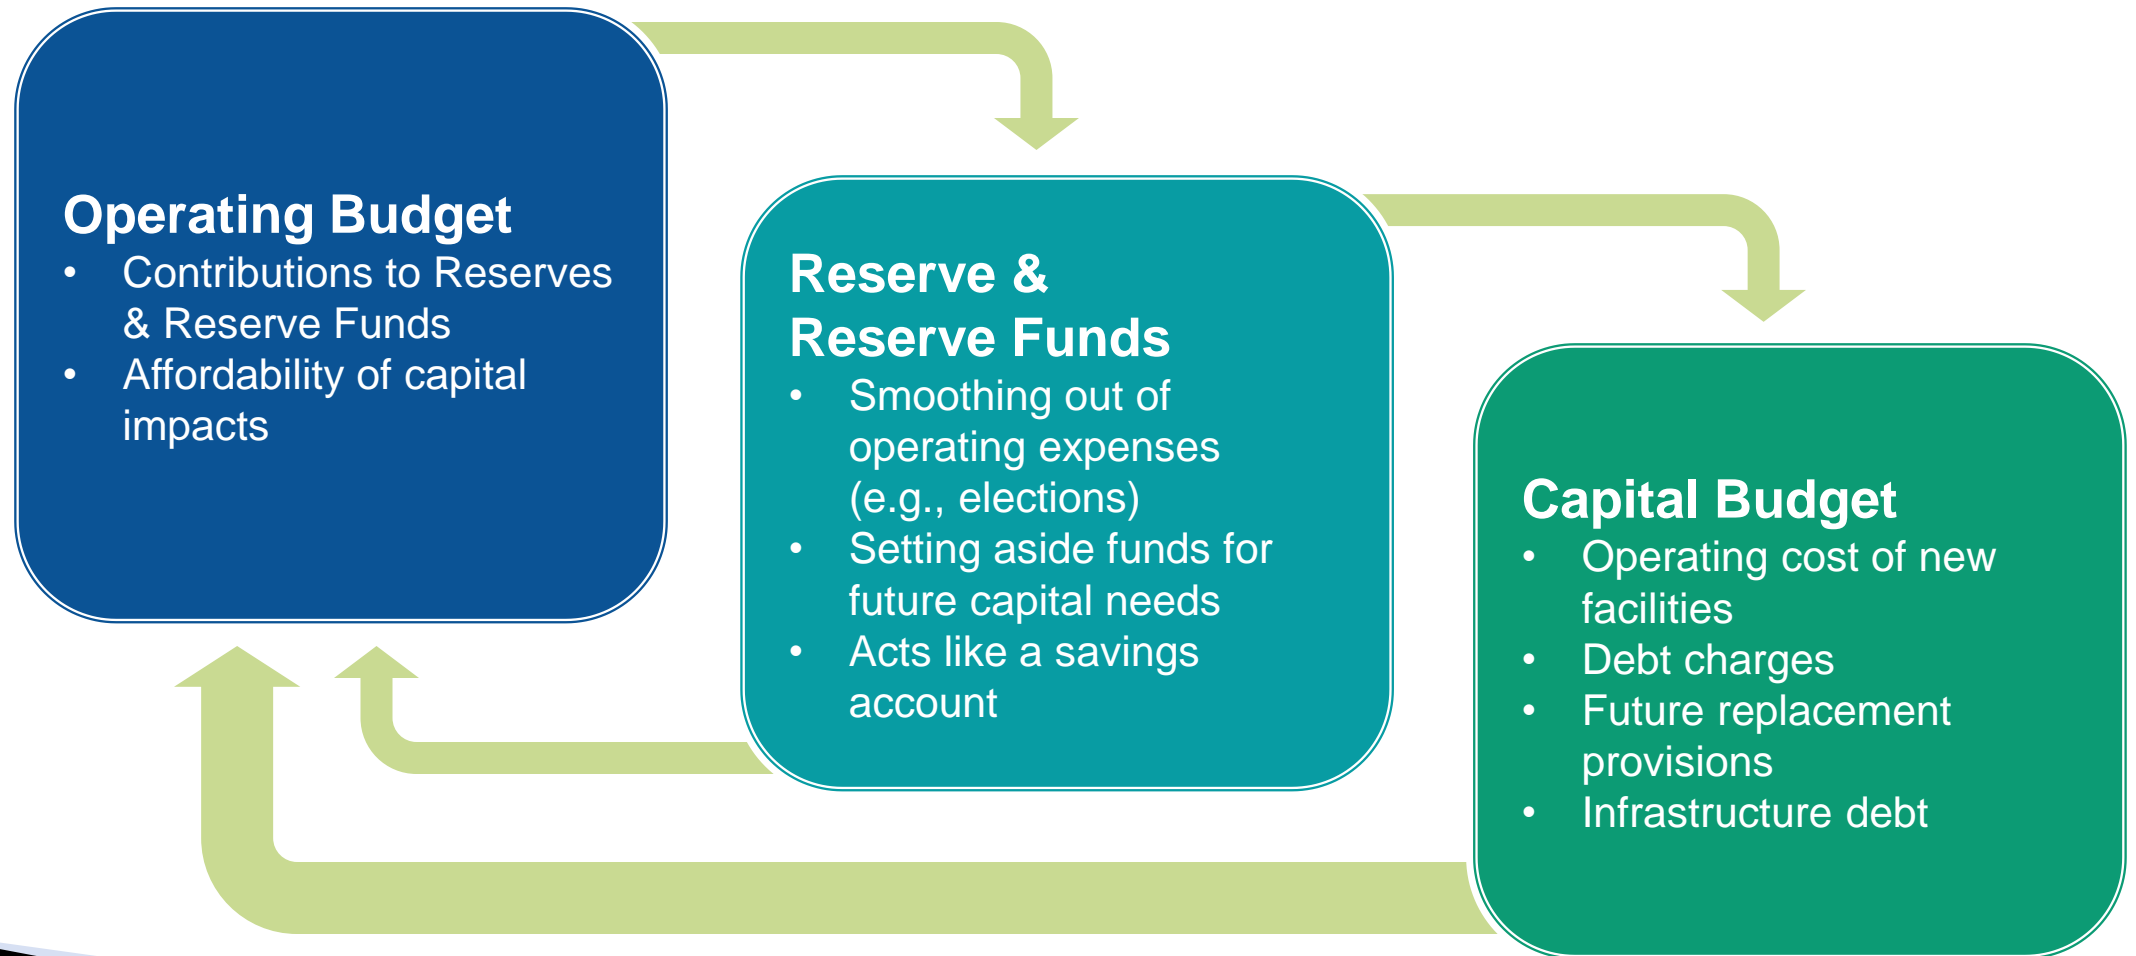 Operating Budget
• Contributions to Reserves
& Reserve Funds
• Affordability of capital
impacts
Reserve &
Reserve Funds
• Smoothing out of
operating expenses
(e.g., elections)
• Setting aside funds for
future capital needs
• Acts like a savings
account
Capital Budget
• Operating cost of new
facilities
• Debt charges
• Future replacement
provisions
• Infrastructure debt